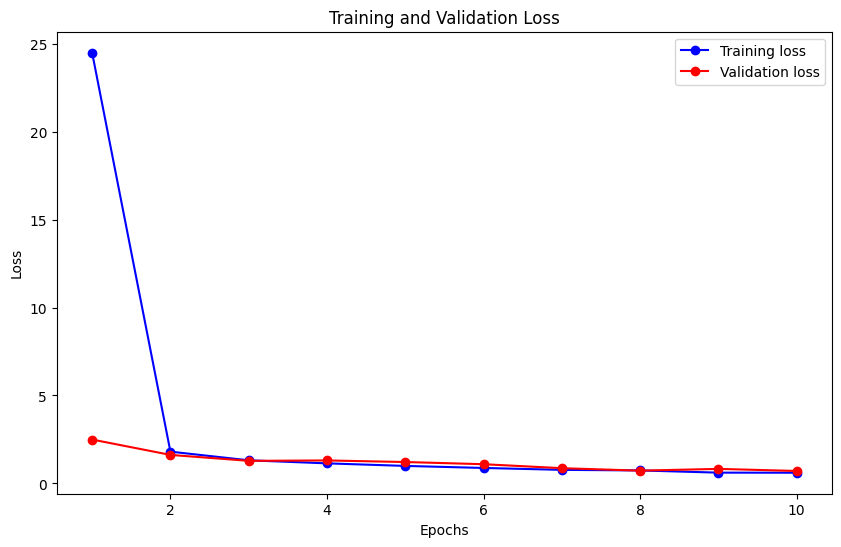 Training and Validation Loss
Training loss
Validation loss
25
20
15
10
5
0
Loss
2
4
6
8
10
Epochs